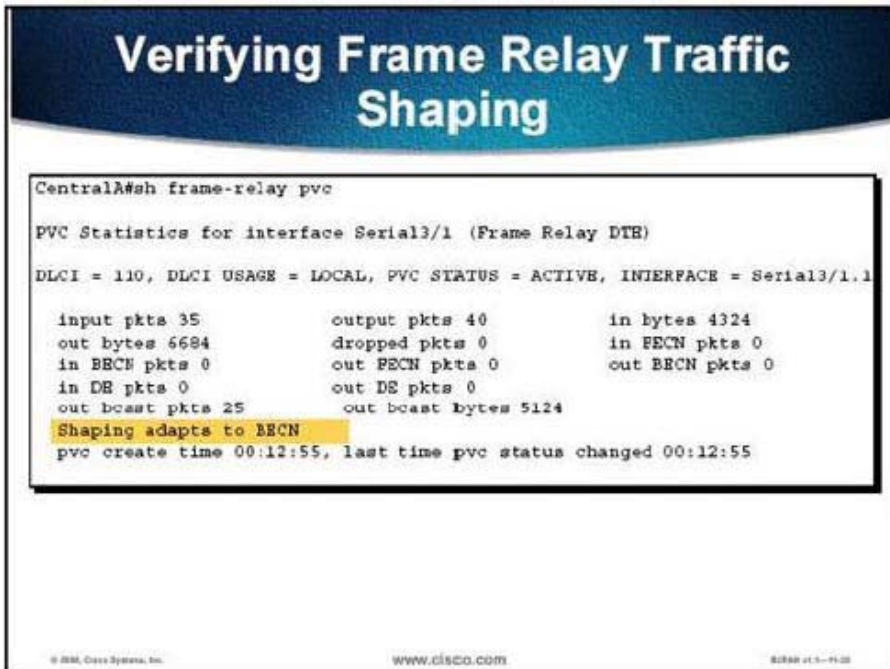 Verifying Frame Relay Traffic
Shaping
CentralA#sh frame-relay pvc
PVC Statistics for interface Serial3/1 (Frame Relay DTE)
DLCI = 110, DLCI USAGE = LOCAL, PVC STATUS = ACTIVE, INTERFACE = Serial3/1.1
input pkts 35 output pkts 40 in bytes 4324
out bytes 6684 dropped pkts 0 in FECN pkts 0
in BECN pkts 0 out FECN pkts 0 out BECN pkts 0
in DE pkts 0 out DE pkts 0
out bcast pkts 25 out bcast bytes 5124
Shaping adapts to BECN
pvc create time 00:12:55, last time pvc status changed 00:12:55
Cisco Systems, Inc. www.cisco.com